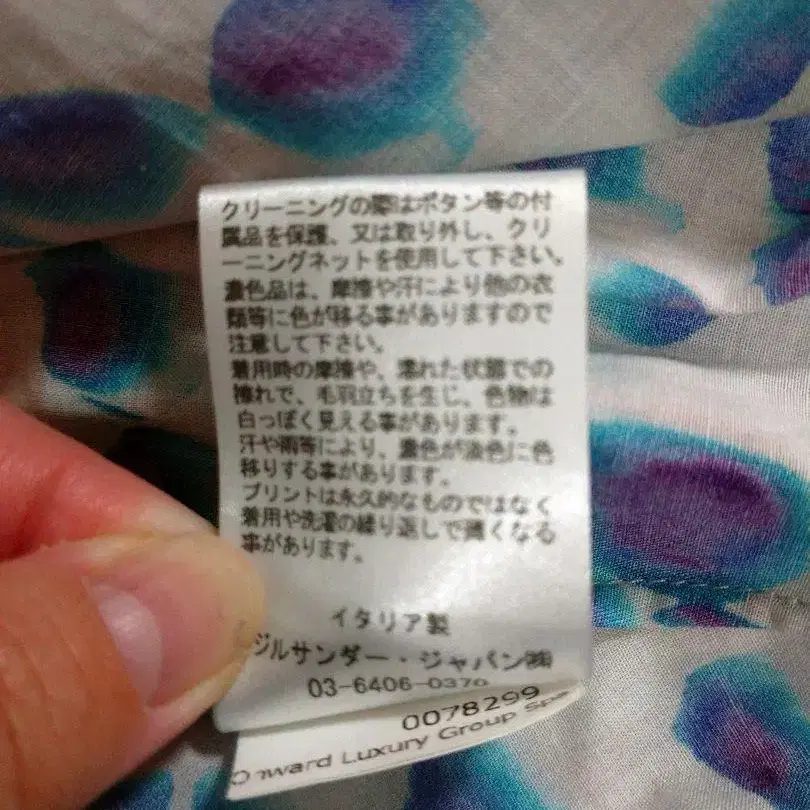 クリーニングの際はボタン等の付
属品を保護、又は取り外し、クリ
ーニングネットを使用して下さい。
濃色品は、摩擦や汗により他の衣
類等に色が移る事がありますので
注意して下さい。
着用時の摩擦や、濡れた状態での
擦れで、毛羽立ちを生じ、色物は
白っぽく見える事があります。
汗や雨等により、濃色が淡色に色
移りする事があります。
プリントは永久的なものではなく
着用や洗濯の繰り返しで薄くなる
事があります。
イタリア製
ジルサンダー・ジャパン㈱
03-6406-0370
0078299
Onward Luxury Group Spa